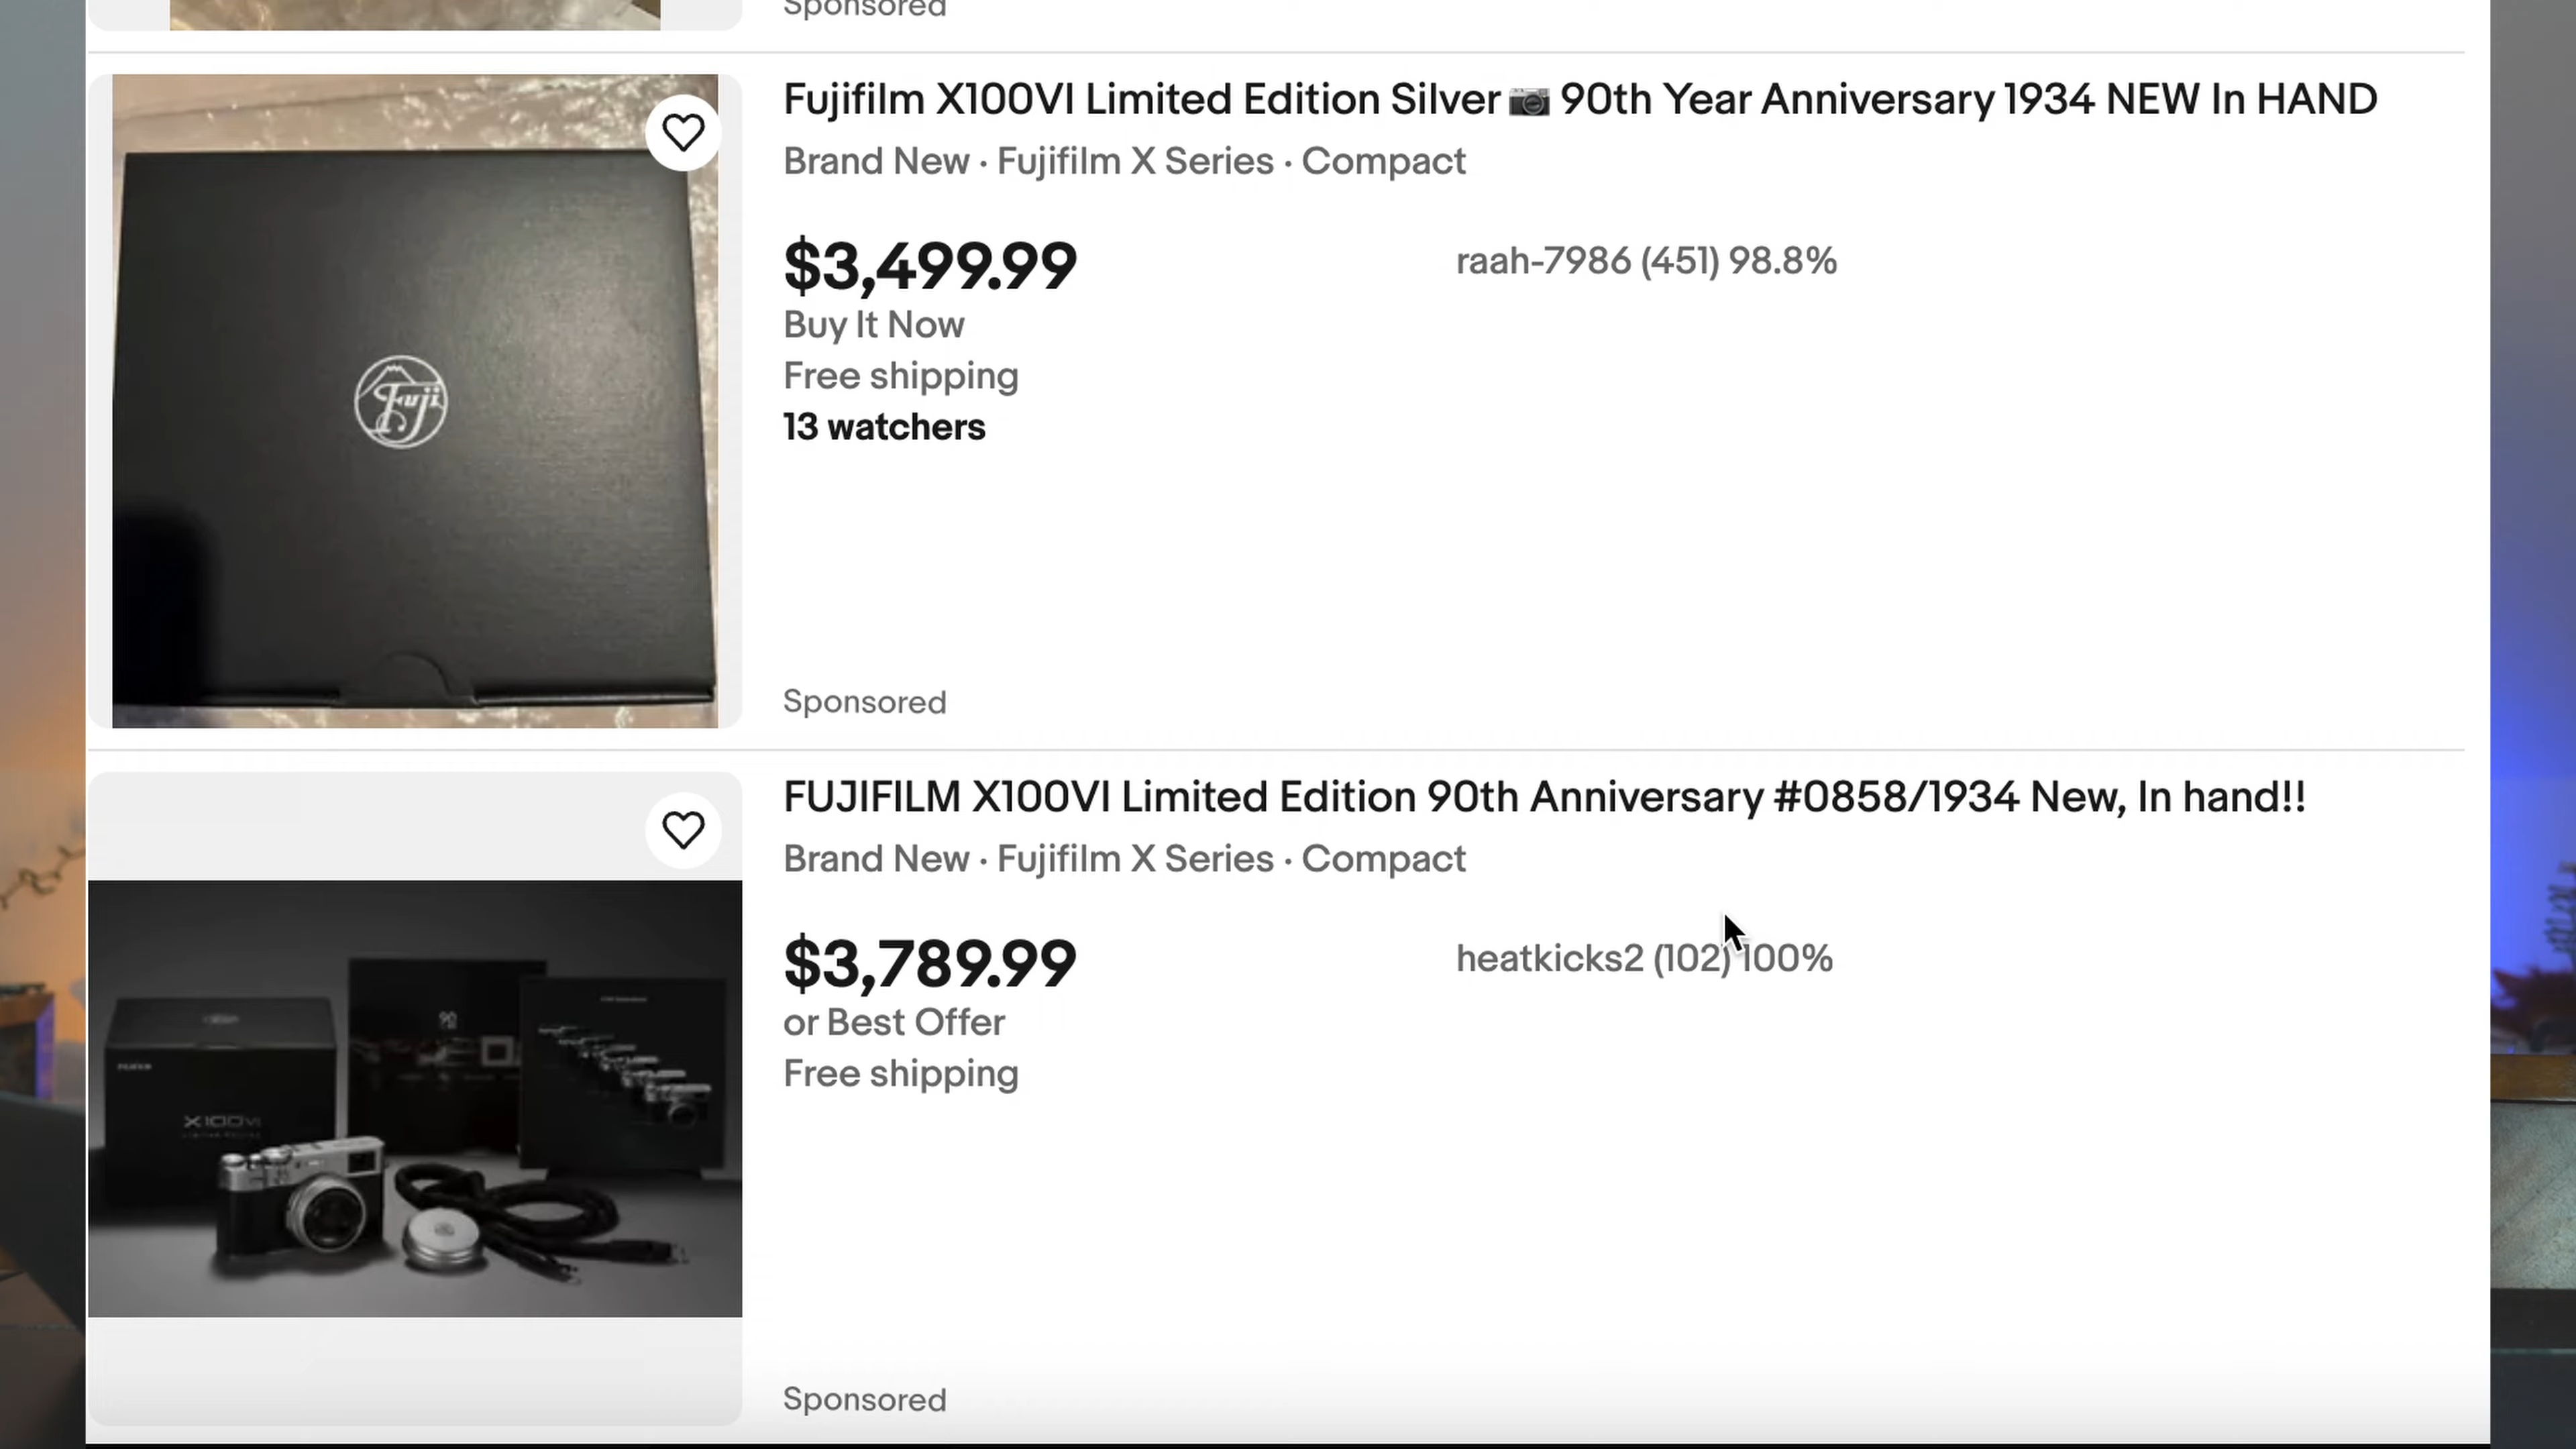 Sponsored
Fujifilm X100VI Limited Edition Silver📷 90th Year Anniversary 1934 NEW In HAND
Brand New · Fujifilm X Series · Compact
$3,499.99
raah-7986 (451) 98.8%
Buy It Now
Free shipping
13 watchers
Fuji
Sponsored
FUJIFILM X100VI Limited Edition 90th Anniversary #0858/1934 New, In hand!!
Brand New · Fujifilm X Series · Compact
$3,789.99
heatkicks2 (102) 100%
or Best Offer
Free shipping
90
X100VI
Sponsored